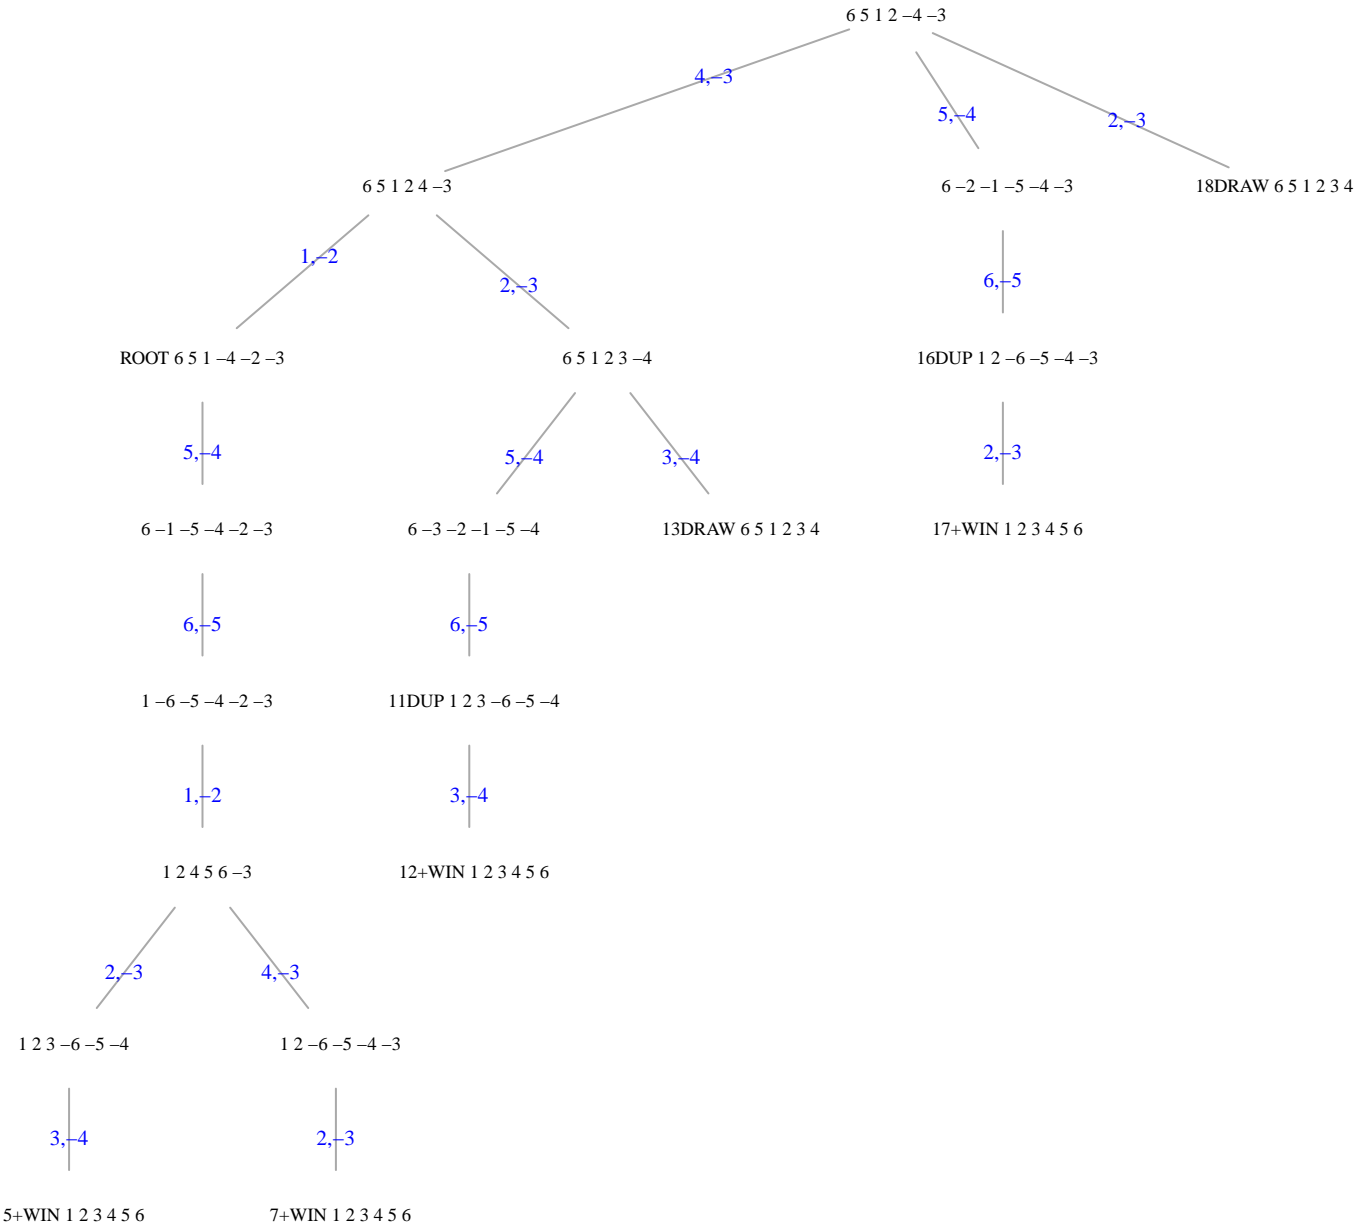 6 5 1 2 –4 –3
4,–3
5,–4
2,–3
6 5 1 2 4 –3
6 –2 –1 –5 –4 –3
18DRAW 6 5 1 2 3 4
1,–2
2,–3
6,–5
ROOT 6 5 1 –4 –2 –3
6 5 1 2 3 –4
16DUP 1 2 –6 –5 –4 –3
5,–4
5,–4
3,–4
2,–3
6 –1 –5 –4 –2 –3
6 –3 –2 –1 –5 –4
13DRAW 6 5 1 2 3 4
17+WIN 1 2 3 4 5 6
6,–5
6,–5
1 –6 –5 –4 –2 –3
11DUP 1 2 3 –6 –5 –4
1,–2
3,–4
1 2 4 5 6 –3
12+WIN 1 2 3 4 5 6
2,–3
4,–3
1 2 3 –6 –5 –4
1 2 –6 –5 –4 –3
3,–4
2,–3
5+WIN 1 2 3 4 5 6
7+WIN 1 2 3 4 5 6